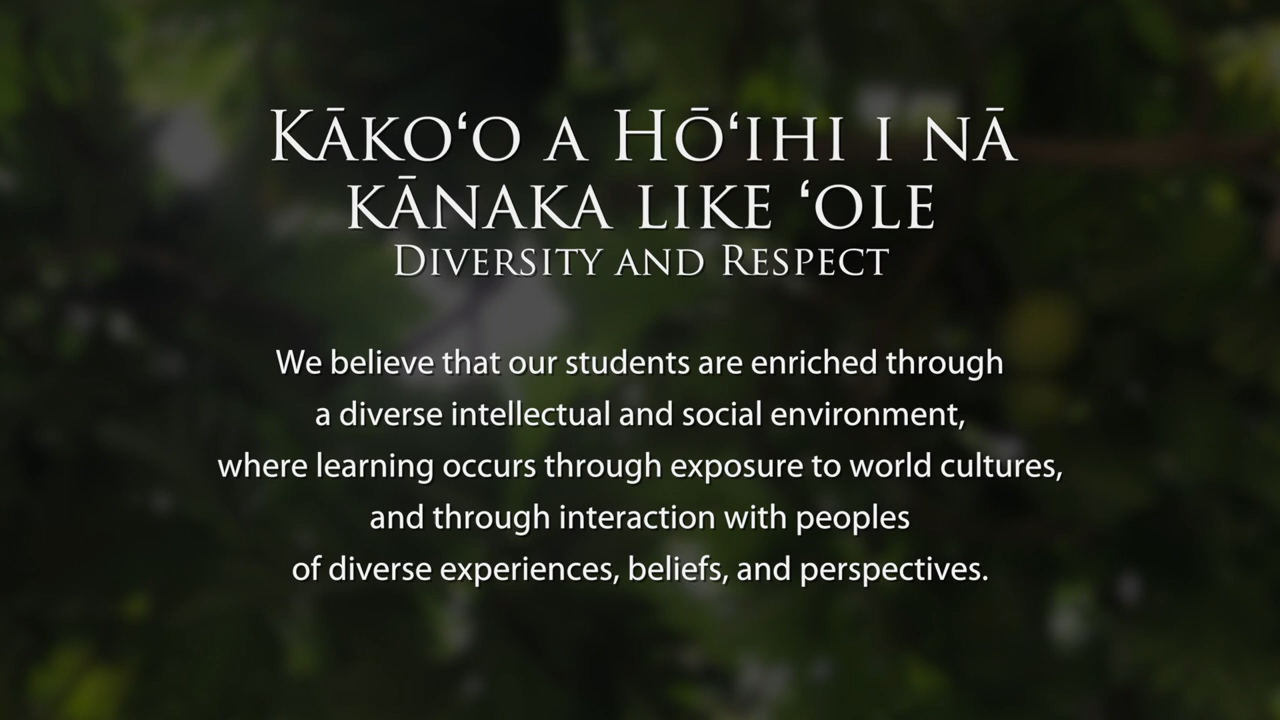 Kāko‘o a Hō‘ihi i nā
kānaka like ‘ole
Diversity and Respect
We believe that our students are enriched through
a diverse intellectual and social environment,
where learning occurs through exposure to world cultures,
and through interaction with peoples
of diverse experiences, beliefs, and perspectives.